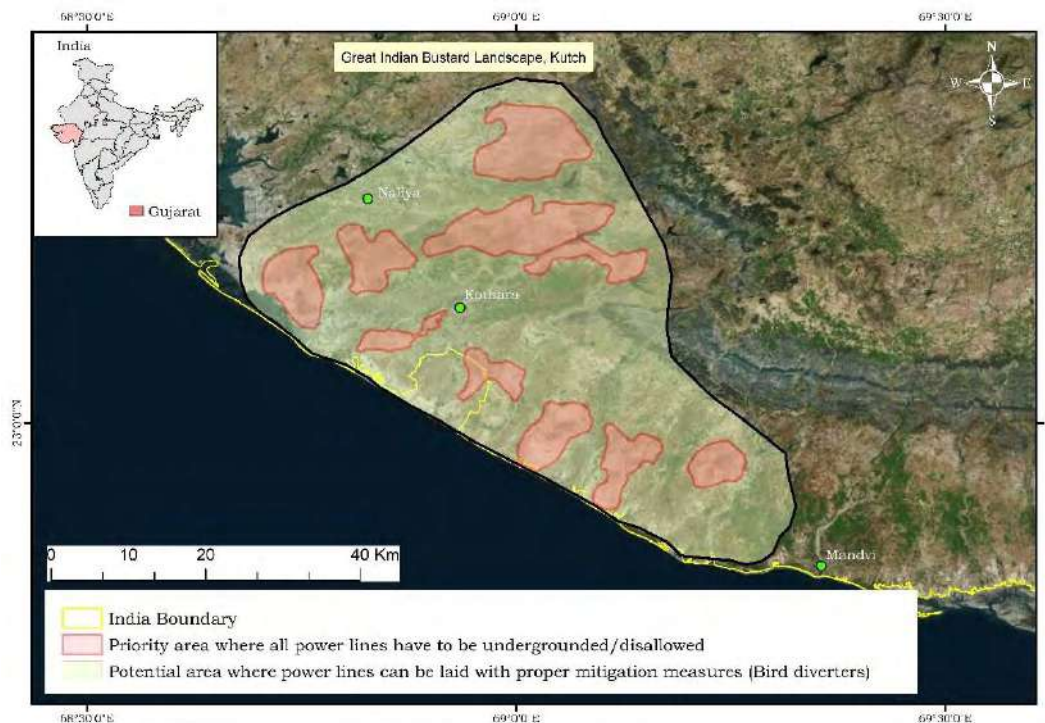 68°30'0"E 69°0'0"E 69°30'0"E
India
Great Indian Bustard Landscape, Kutch
N
W E
S
Gujarat
Naliya
Kothara
23°0'0"N
Mandvi
0 10 20 40 Km
India Boundary
Priority area where all power lines have to be undergrounded/disallowed
Potential area where power lines can be laid with proper mitigation measures (Bird diverters)
68°30'0"E 69°0'0"E 69°30'0"E